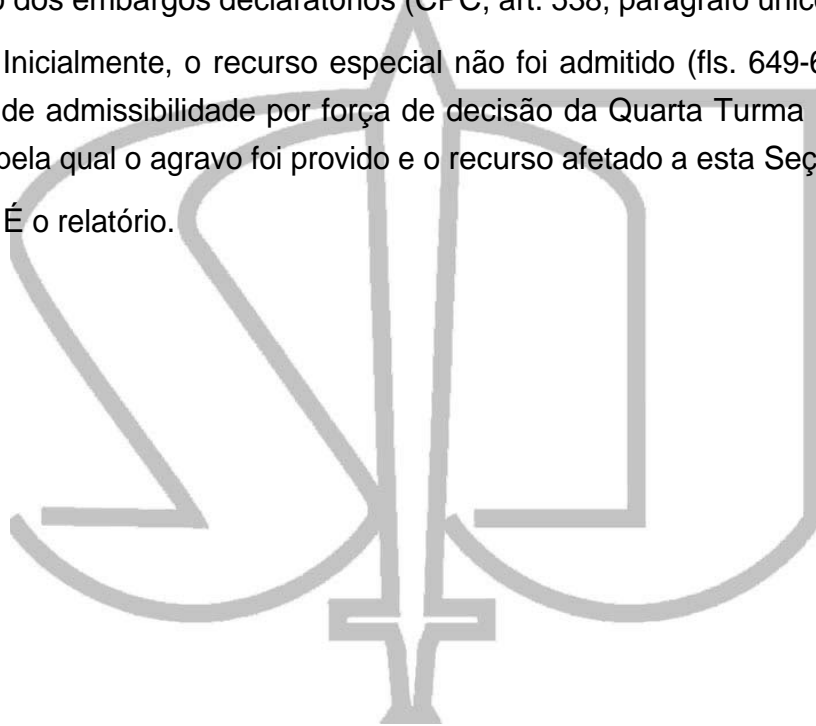 o dos embargos declaratórios (CPC, art. 538, parágrafo único
Inicialmente, o recurso especial não foi admitido (fls. 649-6
de admissibilidade por força de decisão da Quarta Turma
pela qual o agravo foi provido e o recurso afetado a esta Seç
É o relatório.